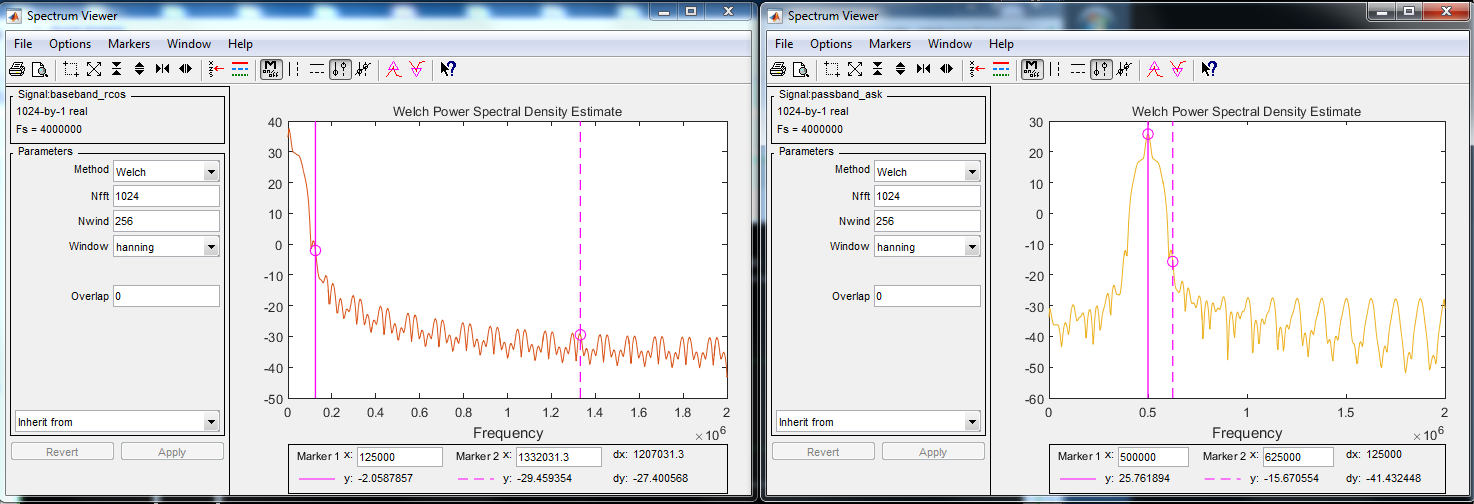 Spectrum Viewer
File Options Markers Window Help
Signal:baseband_rcos
1024-by-1 real
Fs = 4000000
Parameters
Method Welch
Nfft 1024
Nwind 256
Window hanning
Overlap 0
Inherit from
Revert Apply
Welch Power Spectral Density Estimate
40
30
20
10
0
-10
-20
-30
-40
-50
0 0.2 0.4 0.6 0.8 1 1.2 1.4 1.6 1.8 2
Frequency
×10^6
Marker 1 x: 125000 Marker 2 x: 1332031.3 dx: 1207031.3
y: -2.0587857 y: -29.459354 dy: -27.400568
Spectrum Viewer
File Options Markers Window Help
Signal:passband_ask
1024-by-1 real
Fs = 4000000
Parameters
Method Welch
Nfft 1024
Nwind 256
Window hanning
Overlap 0
Inherit from
Revert Apply
Welch Power Spectral Density Estimate
30
20
10
0
-10
-20
-30
-40
-50
-60
0 0.5 1 1.5 2
Frequency
×10^6
Marker 1 x: 500000 Marker 2 x: 625000 dx: 125000
y: 25.761894 y: -15.670554 dy: -41.432448